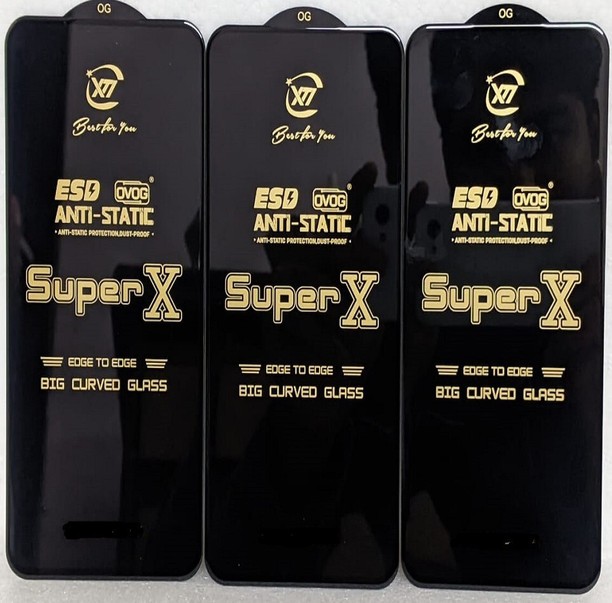 OG
X77
Best for You
ESD OVOG®
ANTI-STATIC
• ANTI-STATIC PROTECTION,DUST-PROOF •
Super X
EDGE TO EDGE
BIG CURVED GLASS
OG
X77
Best for You
ESD OVOG®
ANTI-STATIC
• ANTI-STATIC PROTECTION,DUST-PROOF •
Super X
EDGE TO EDGE
BIG CURVED GLASS
OG
X77
Best for You
ESD OVOG®
ANTI-STATIC
• ANTI-STATIC PROTECTION,DUST-PROOF •
Super X
EDGE TO EDGE
BIG CURVED GLASS